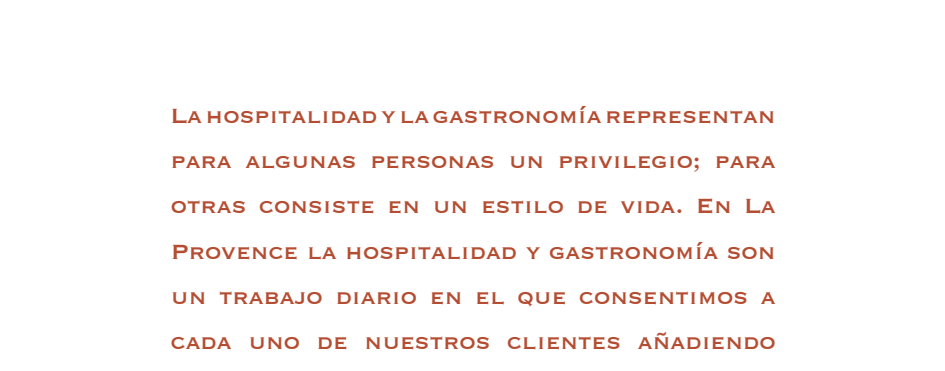 La hospitalidad y la gastronomía representan
para algunas personas un privilegio; para
otras consiste en un estilo de vida. En La
Provence la hospitalidad y gastronomía son
un trabajo diario en el que consentimos a
cada uno de nuestros clientes añadiendo